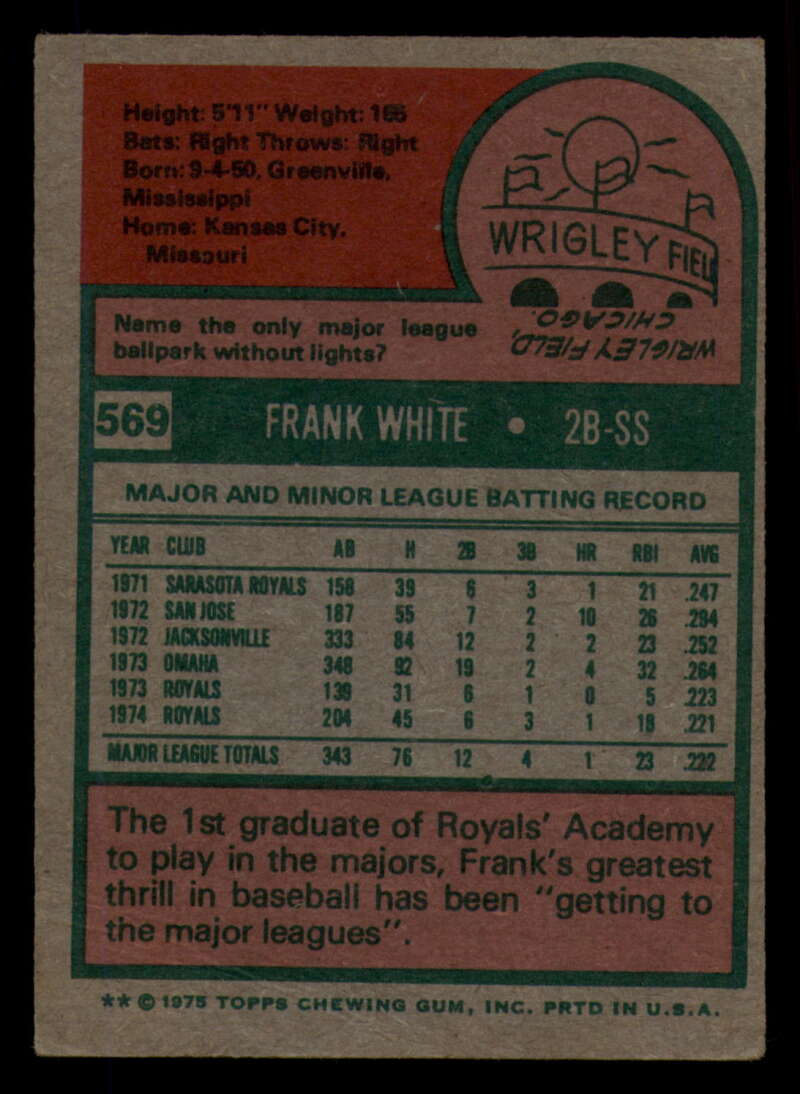 Height: 5'11" Weight: 165
Bats: Right Throws: Right
Born: 9-4-50, Greenville,
Mississippi
Home: Kansas City,
Missouri
WRIGLEY FIEL
Name the only major league
ballpark without lights?
WRIGLEY FIELD,
CHICAGO.
569 FRANK WHITE • 2B-SS
MAJOR AND MINOR LEAGUE BATTING RECORD
YEAR CLUB AB H 2B 3B HR RBI AVG
1971 SARASOTA ROYALS 158 39 6 3 1 21 .247
1972 SAN JOSE 187 55 7 2 10 26 .294
1972 JACKSONVILLE 333 84 12 2 2 23 .252
1973 OMAHA 348 92 19 2 4 32 .264
1973 ROYALS 139 31 6 1 0 5 .223
1974 ROYALS 204 45 6 3 1 18 .221
MAJOR LEAGUE TOTALS 343 76 12 4 1 23 .222
The 1st graduate of Royals' Academy
to play in the majors, Frank's greatest
thrill in baseball has been "getting to
the major leagues".
** © 1975 TOPPS CHEWING GUM, INC. PRTD IN U.S.A.